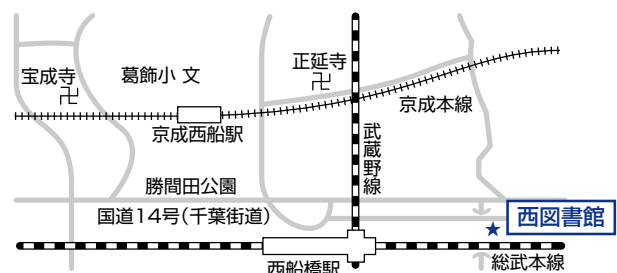 宝成寺
葛飾小 文
正延寺
京成西船駅
京成本線
武蔵野線
勝間田公園
国道14号(千葉街道)
西図書館
西船橋駅
総武本線